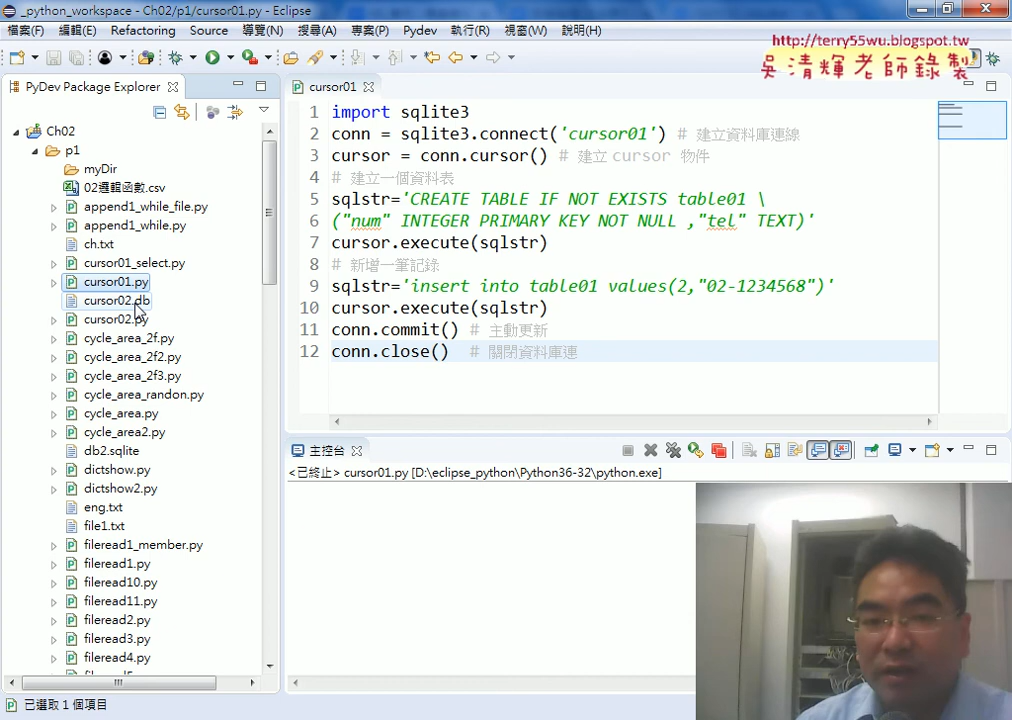 _python_workspace - Ch02/p1/cursor01.py - Eclipse
檔案(F) 編輯(E) Refactoring Source 導覽(N) 搜尋(A) 專案(P) Pydev 執行(R) 視窗(W) 說明(H)
http://terry55wu.blogspot.tw
吳清輝老師錄製
PyDev Package Explorer
Ch02
p1
myDir
02邏輯函數.csv
append1_while_file.py
append1_while.py
ch.txt
cursor01_select.py
cursor01.py
cursor02.db
cursor02.py
cycle_area_2f.py
cycle_area_2f2.py
cycle_area_2f3.py
cycle_area_randon.py
cycle_area.py
cycle_area2.py
db2.sqlite
dictshow.py
dictshow2.py
eng.txt
file1.txt
fileread1_member.py
fileread1.py
fileread10.py
fileread11.py
fileread2.py
fileread3.py
fileread4.py
cursor01
1 import sqlite3
2 conn = sqlite3.connect('cursor01') # 建立資料庫連線
3 cursor = conn.cursor() # 建立 cursor 物件
4 # 建立一個資料表
5 sqlstr='CREATE TABLE IF NOT EXISTS table01 \
6 ("num" INTEGER PRIMARY KEY NOT NULL ,"tel" TEXT)'
7 cursor.execute(sqlstr)
8 # 新增一筆記錄
9 sqlstr='insert into table01 values(2,"02-1234568")'
10 cursor.execute(sqlstr)
11 conn.commit() # 主動更新
12 conn.close() # 關閉資料庫連
主控台
<已終止> cursor01.py [D:\eclipse_python\Python36-32\python.exe]
已選取 1 個項目